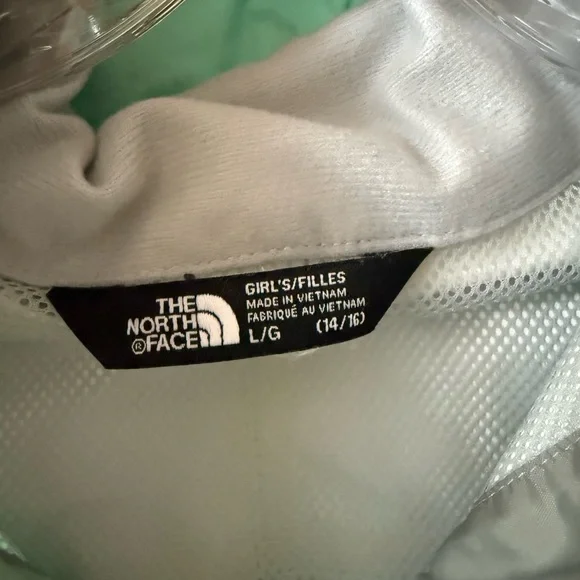 THE
NORTH
®FACE
GIRL'S/FILLES
MADE IN VIETNAM
FABRIQUÉ AU VIETNAM
L/G (14/16)